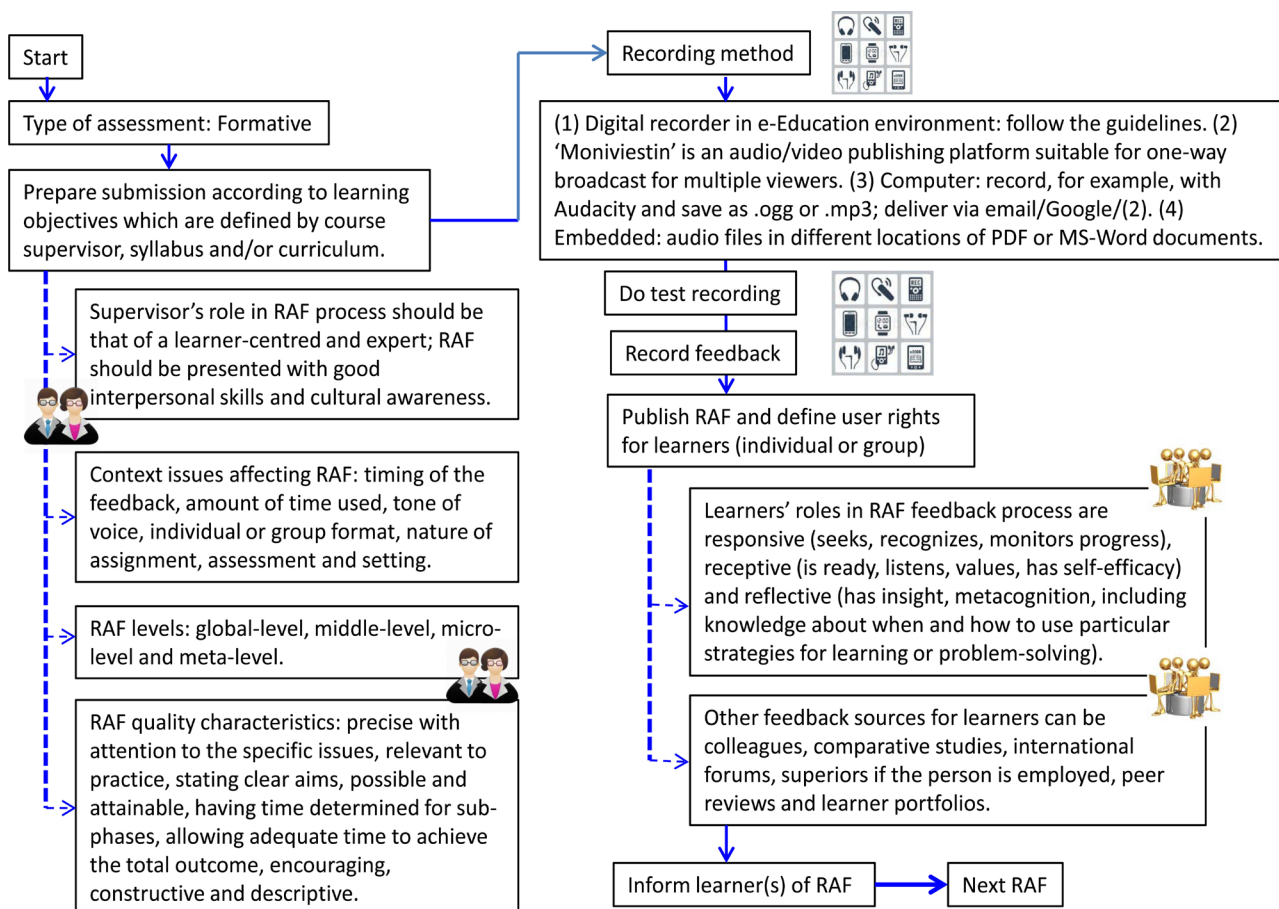 Start
Type of assessment: Formative
Prepare submission according to learning
objectives which are defined by course
supervisor, syllabus and/or curriculum.
Supervisor's role in RAF process should be
that of a learner-centred and expert; RAF
should be presented with good
interpersonal skills and cultural awareness.
Context issues affecting RAF: timing of the
feedback, amount of time used, tone of
voice, individual or group format, nature of
assignment, assessment and setting.
RAF levels: global-level, middle-level, micro-
level and meta-level.
RAF quality characteristics: precise with
attention to the specific issues, relevant to
practice, stating clear aims, possible and
attainable, having time determined for sub-
phases, allowing adequate time to achieve
the total outcome, encouraging,
constructive and descriptive.
Recording method
(1) Digital recorder in e-Education environment: follow the guidelines. (2)
'Moniviestin' is an audio/video publishing platform suitable for one-way
broadcast for multiple viewers. (3) Computer: record, for example, with
Audacity and save as .ogg or .mp3; deliver via email/Google/(2). (4)
Embedded: audio files in different locations of PDF or MS-Word documents.
Do test recording
Record feedback
Publish RAF and define user rights
for learners (individual or group)
Learners' roles in RAF feedback process are
responsive (seeks, recognizes, monitors progress),
receptive (is ready, listens, values, has self-efficacy)
and reflective (has insight, metacognition, including
knowledge about when and how to use particular
strategies for learning or problem-solving).
Other feedback sources for learners can be
colleagues, comparative studies, international
forums, superiors if the person is employed, peer
reviews and learner portfolios.
Inform learner(s) of RAF
Next RAF